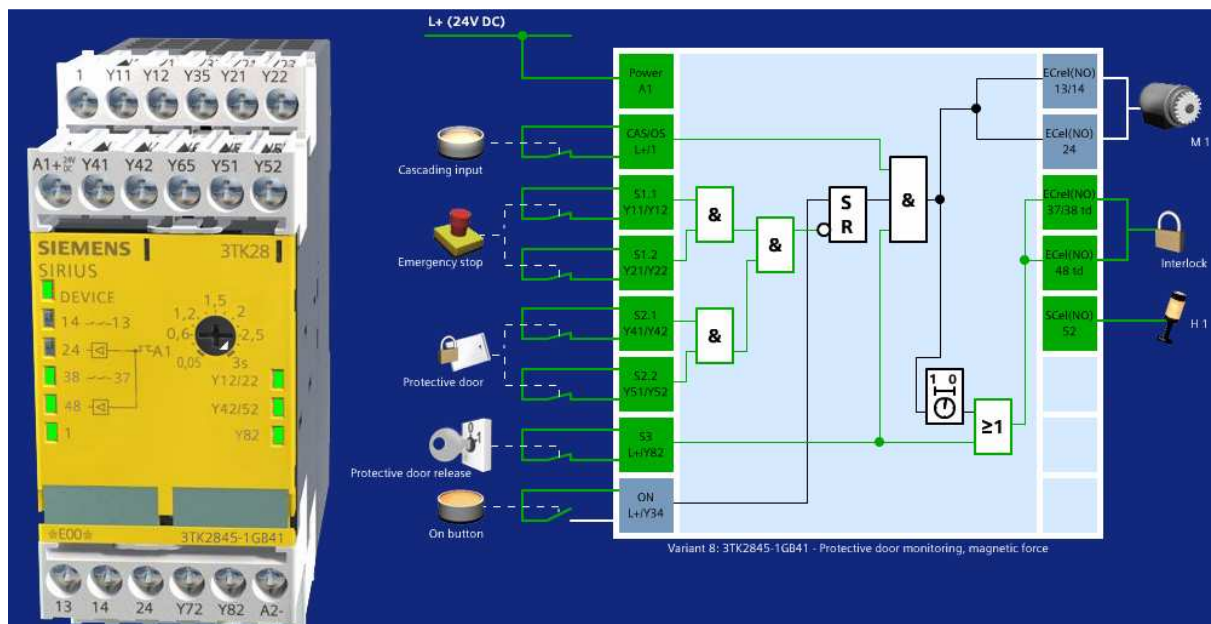 L+ (24V DC)
1 Y11 Y12 Y35 Y21 Y22
A1+ 24V DC Y41 Y42 Y65 Y51 Y52
SIEMENS
3TK28
SIRIUS
DEVICE
14 13
24 A1
38 37
48
1
0,05
0,6
1,2
1,5
2
2,5
3s
Y12/22
Y42/52
Y82
☆E00☆
3TK2845-1GB41
13 14 24 Y72 Y82 A2-
Cascading input
Emergency stop
Protective door
0
1
Protective door release
On button
Power
A1
CAS/OS
L+/1
S1.1
Y11/Y12
S1.2
Y21/Y22
S2.1
Y41/Y42
S2.2
Y51/Y52
S3
L+/Y82
ON
L+/Y34
&
&
&
S
R
&
1 0
≥1
ECrel(NO)
13/14
ECel(NO)
24
ECrel(NO)
37/38 td
ECel(NO)
48 td
SCel(NO)
52
M 1
Interlock
H 1
Variant 8: 3TK2845-1GB41 - Protective door monitoring, magnetic force